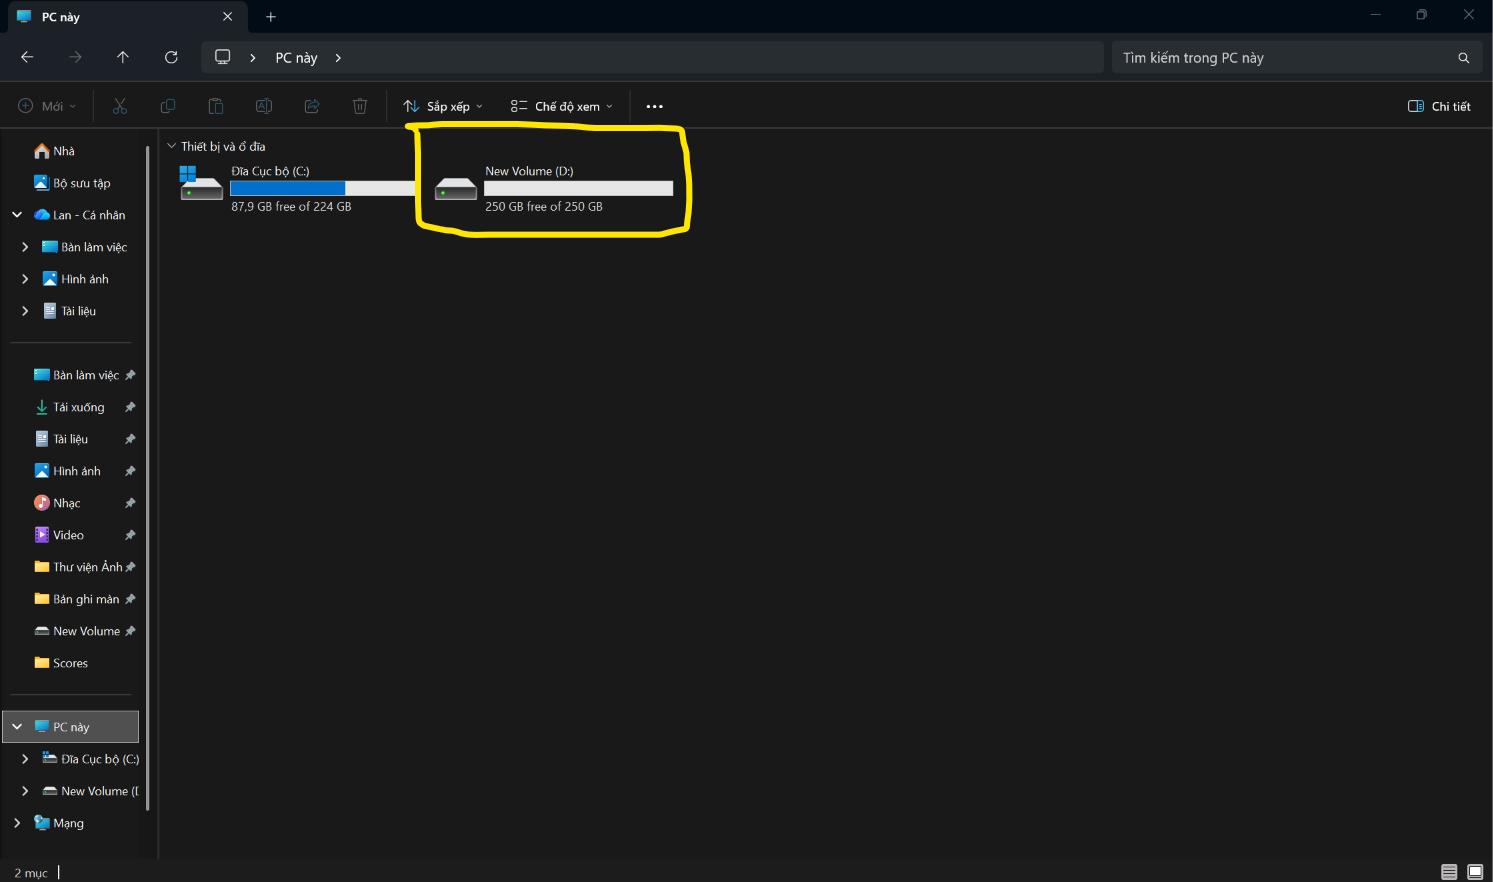 PC này
PC này
Tìm kiếm trong PC này
Mới
Sắp xếp
Chế độ xem
Chi tiết
Nhà
Bộ sưu tập
Lan - Cá nhân
Bàn làm việc
Hình ảnh
Tài liệu
Bàn làm việc
Tải xuống
Tài liệu
Hình ảnh
Nhạc
Video
Thư viện Ảnh
Bản ghi màn
New Volume
Scores
PC này
Đĩa Cục bộ (C:)
New Volume (D
Mạng
Thiết bị và ổ đĩa
Đĩa Cục bộ (C:)
87,9 GB free of 224 GB
New Volume (D:)
250 GB free of 250 GB
2 mục